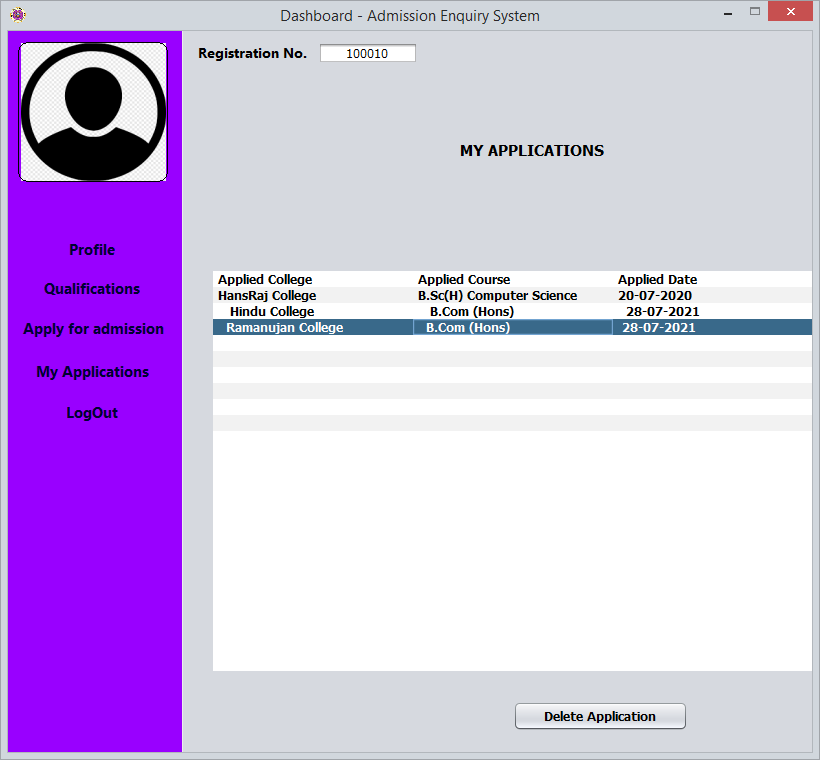 Dashboard - Admission Enquiry System
Registration No. 100010
MY APPLICATIONS
Profile
Qualifications
Apply for admission
My Applications
LogOut
Applied College Applied Course Applied Date
HansRaj College B.Sc(H) Computer Science 20-07-2020
Hindu College B.Com (Hons) 28-07-2021
Ramanujan College B.Com (Hons) 28-07-2021
Delete Application